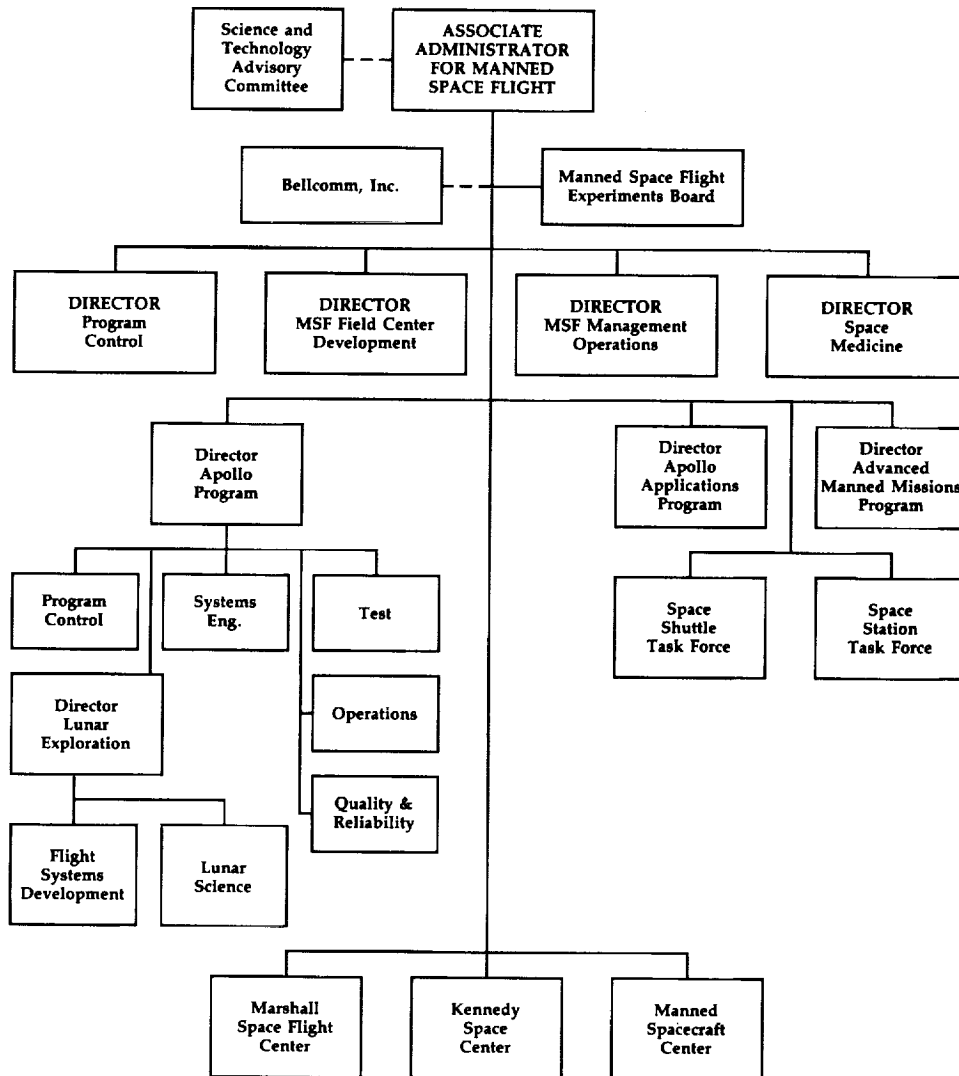 Science and
Technology
Advisory
Committee
ASSOCIATE
ADMINISTRATOR
FOR MANNED
SPACE FLIGHT
Bellcomm, Inc.
Manned Space Flight
Experiments Board
DIRECTOR
Program
Control
DIRECTOR
MSF Field Center
Development
DIRECTOR
MSF Management
Operations
DIRECTOR
Space
Medicine
Director
Apollo
Program
Director
Apollo
Applications
Program
Director
Advanced
Manned Missions
Program
Program
Control
Systems
Eng.
Test
Space
Shuttle
Task Force
Space
Station
Task Force
Director
Lunar
Exploration
Operations
Quality &
Reliability
Flight
Systems
Development
Lunar
Science
Marshall
Space Flight
Center
Kennedy
Space
Center
Manned
Spacecraft
Center